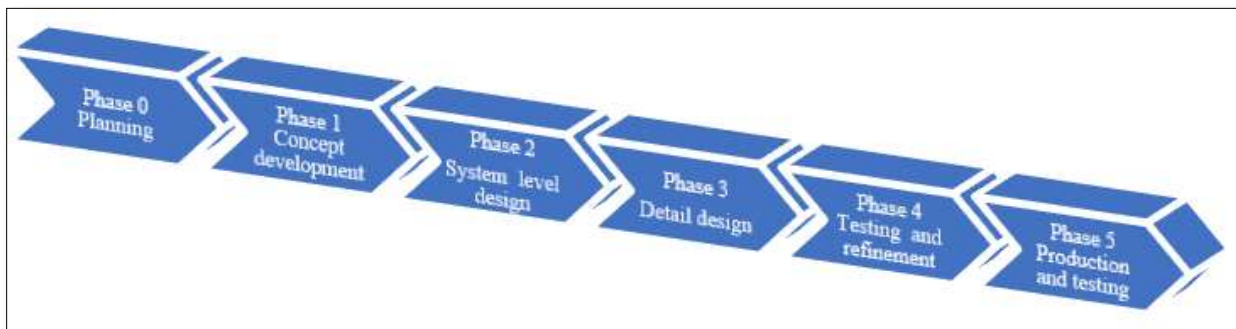 Phase 0
Planning
Phase 1
Concept
development
Phase 2
System level
design
Phase 3
Detail design
Phase 4
Testing and
refinement
Phase 5
Production
and testing